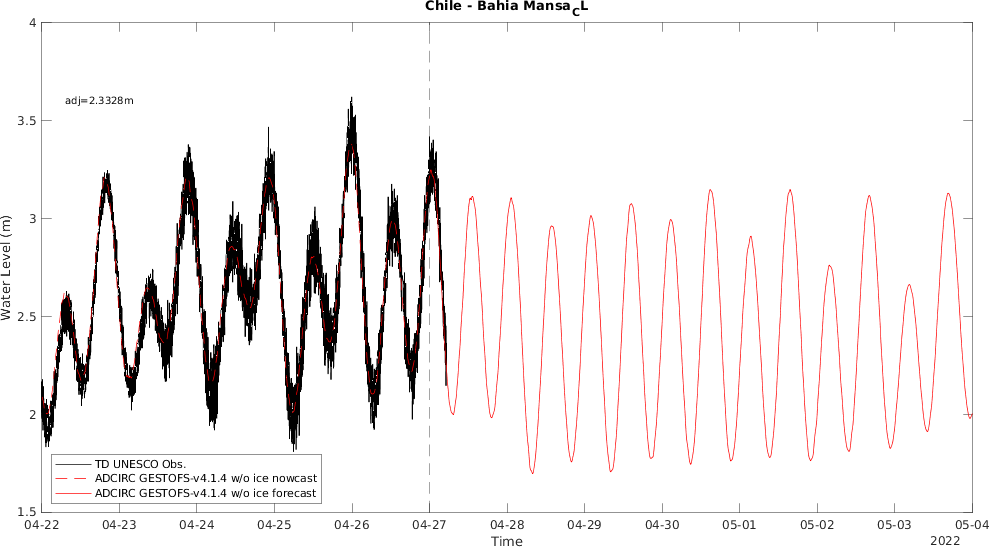 Chile - Bahia Mansa_CL
adj=2.3328m
Water Level (m)
4
3.5
3
2.5
2
1.5
TD UNESCO Obs.
ADCIRC GESTOFS-v4.1.4 w/o ice nowcast
ADCIRC GESTOFS-v4.1.4 w/o ice forecast
04-22 04-23 04-24 04-25 04-26 04-27 04-28 04-29 04-30 05-01 05-02 05-03 05-04
Time
2022